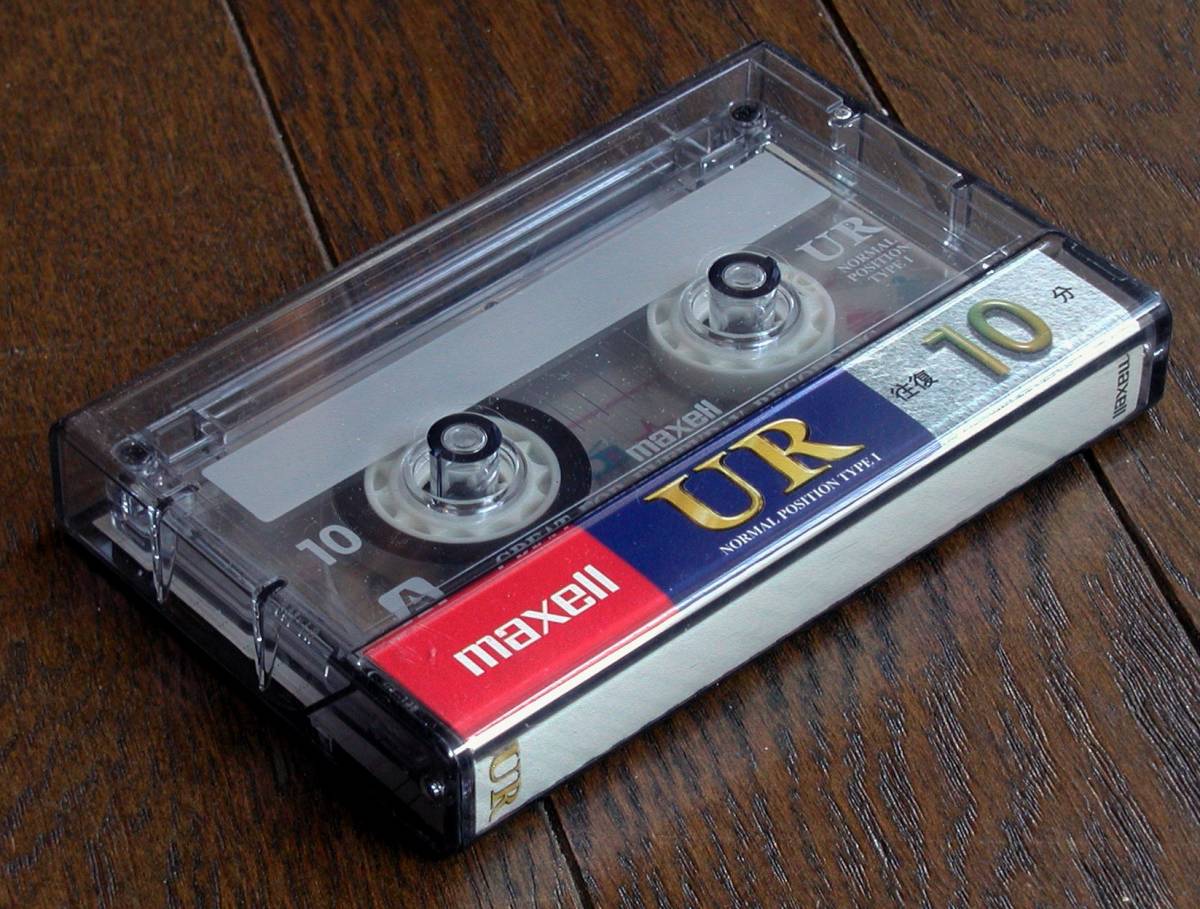 UR
NORMAL
POSITION
TYPE I
10
分
往復
maxell
maxell
UR
NORMAL POSITION TYPE I
10
A
maxell
UR